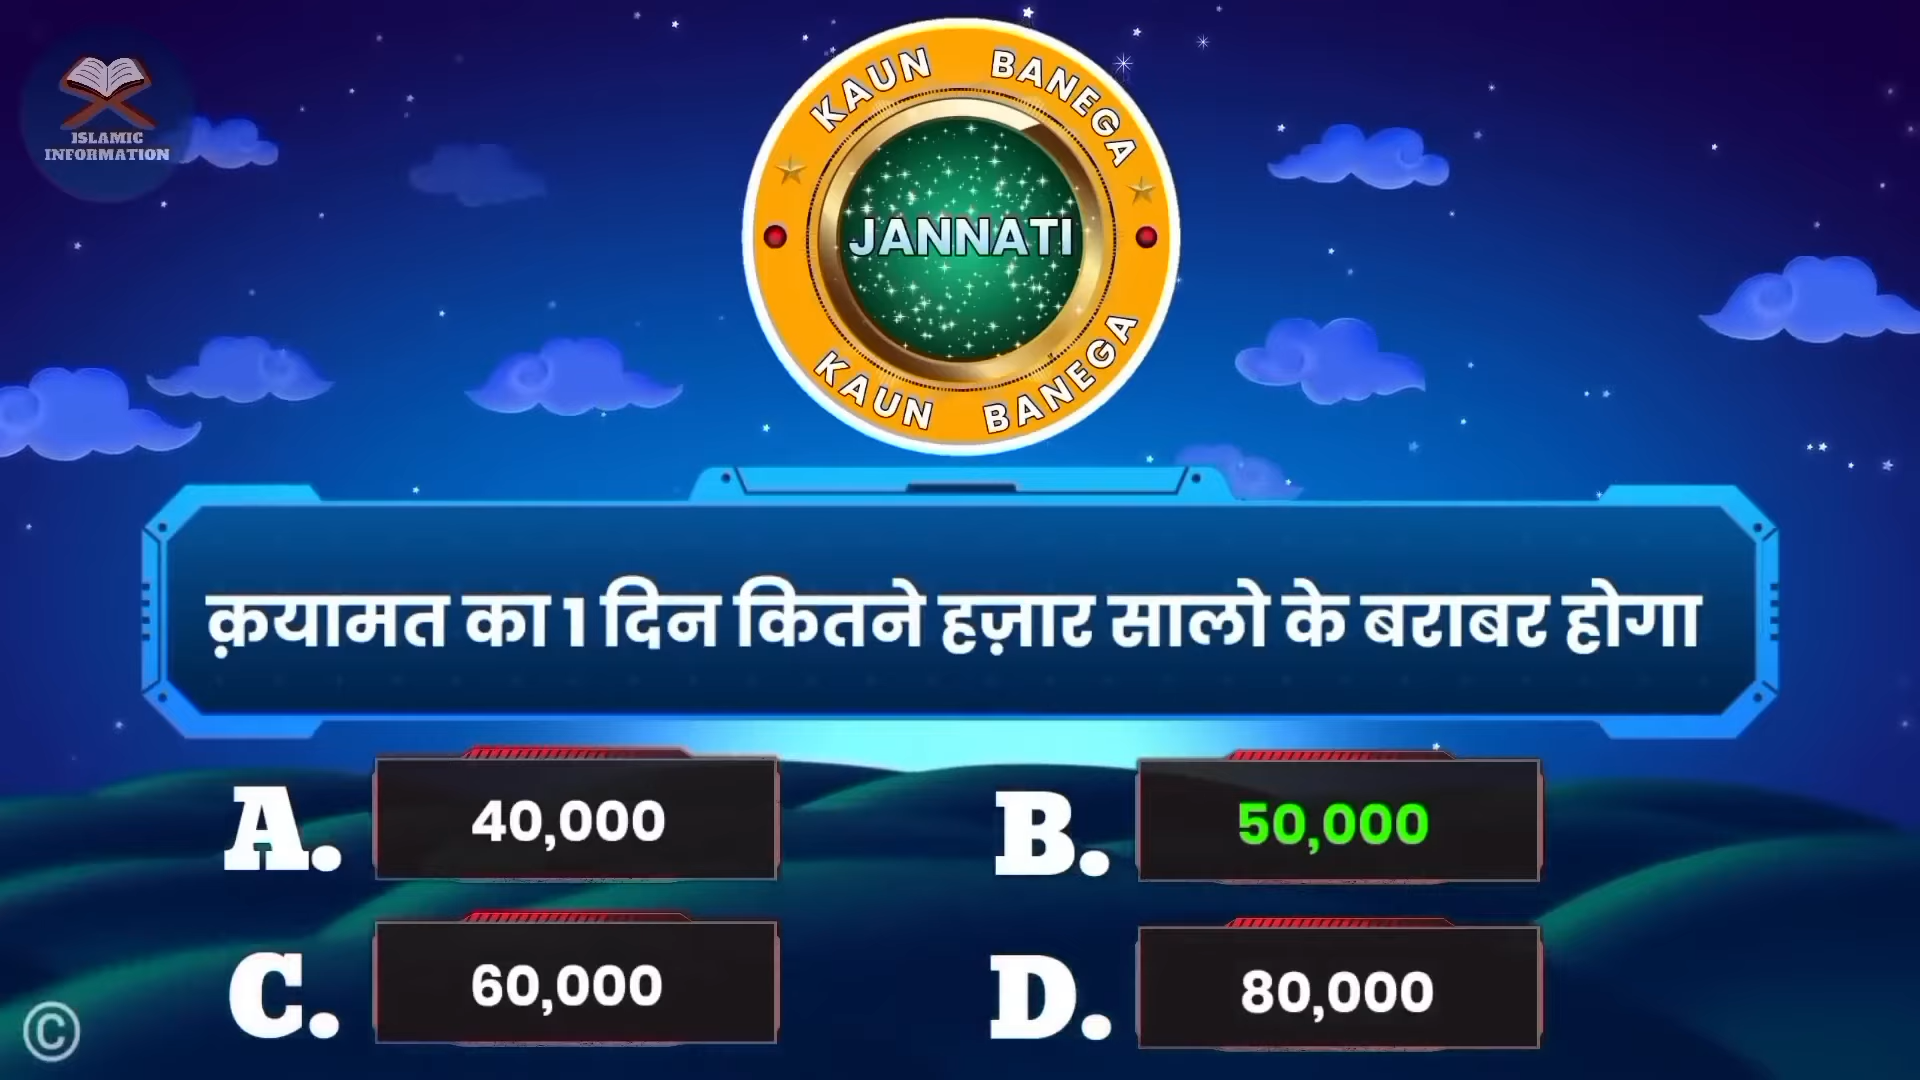 ISLAMIC
INFORMATION
KAUN BANEGA
JANNATI
KAUN BANEGA
क़यामत का 1 दिन कितने हज़ार सालो के बराबर होगा
A. 40,000
B. 50,000
C. 60,000
D. 80,000
©